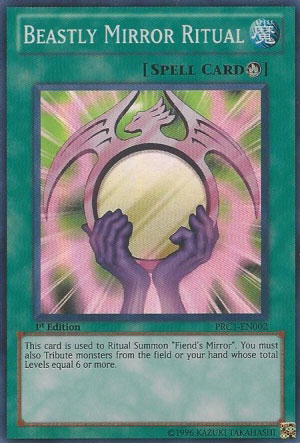 BEASTLY MIRROR RITUAL
SPELL
魔
[SPELL CARD]
1st Edition
PRC1-EN002
This card is used to Ritual Summon "Fiend's Mirror". You must
also Tribute monsters from the field or your hand whose total
Levels equal 6 or more.
©1996 KAZUKI TAKAHASHI